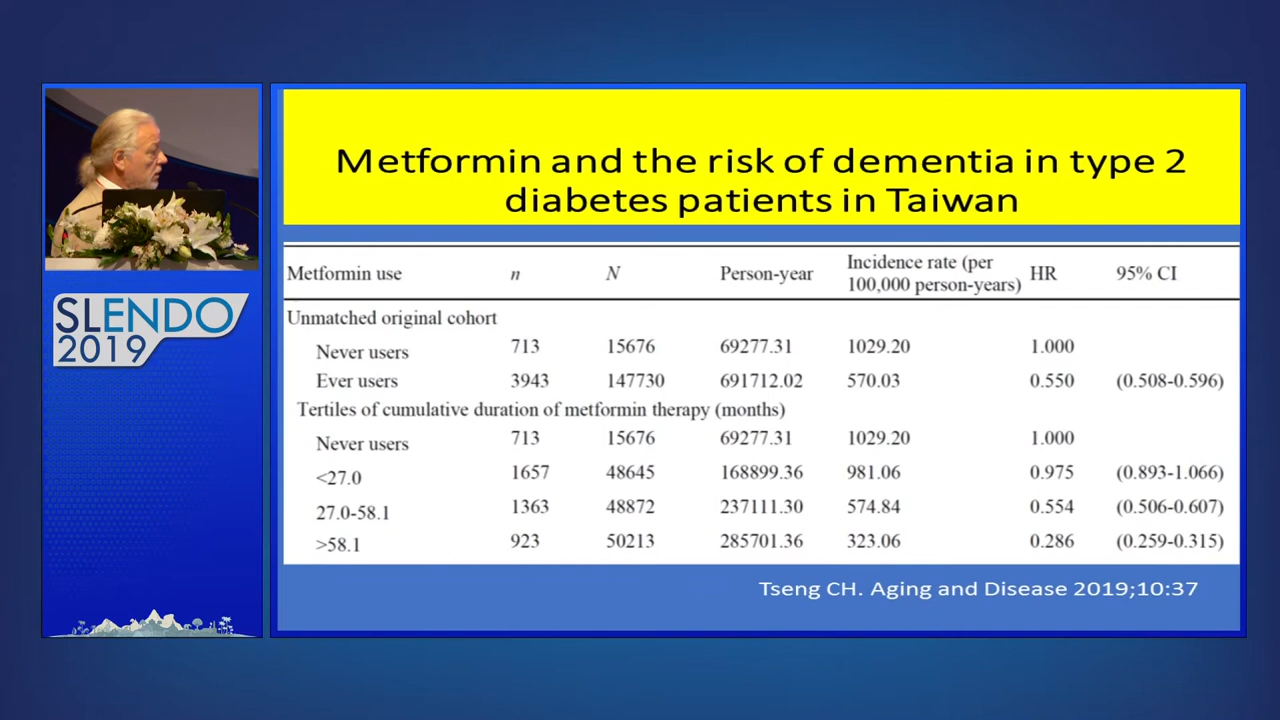 Metformin and the risk of dementia in type 2
diabetes patients in Taiwan
Metformin use n N Person-year Incidence rate (per 100,000 person-years) HR 95% CI
Unmatched original cohort
Never users 713 15676 69277.31 1029.20 1.000
Ever users 3943 147730 691712.02 570.03 0.550 (0.508-0.596)
Tertiles of cumulative duration of metformin therapy (months)
Never users 713 15676 69277.31 1029.20 1.000
<27.0 1657 48645 168899.36 981.06 0.975 (0.893-1.066)
27.0-58.1 1363 48872 237111.30 574.84 0.554 (0.506-0.607)
>58.1 923 50213 285701.36 323.06 0.286 (0.259-0.315)
Tseng CH. Aging and Disease 2019;10:37
SLENDO
2019